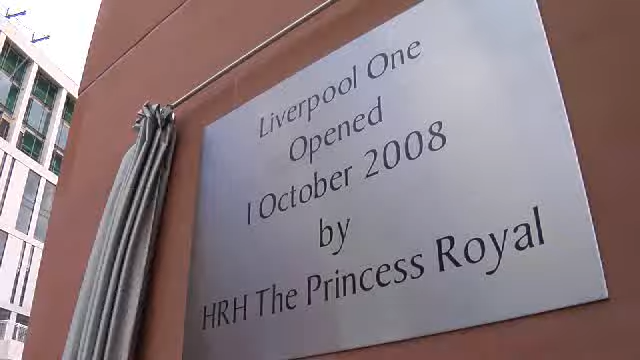 Liverpool One
Opened
1 October 2008
by
HRH The Princess Royal